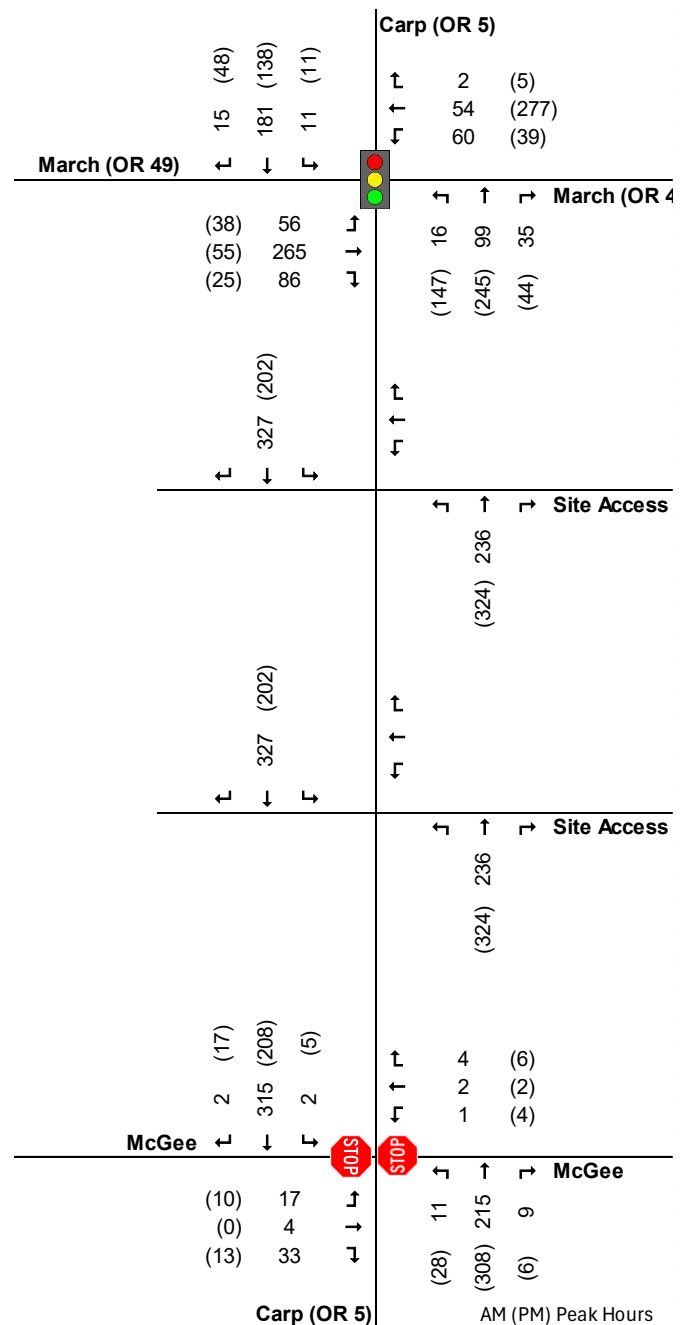 Carp (OR 5)
(48) (138) (11)
15 181 11
2 (5)
54 (277)
60 (39)
March (OR 49)
March (OR 4
(38) 56
(55) 265
(25) 86
16 99 35
(147) (245) (44)
327 (202)
Site Access
236
(324)
327 (202)
Site Access
236
(324)
(17) (208) (5)
2 315 2
4 (6)
2 (2)
1 (4)
McGee
STOP STOP
McGee
(10) 17
(0) 4
(13) 33
11 215 9
(28) (308) (6)
Carp (OR 5)
AM (PM) Peak Hours